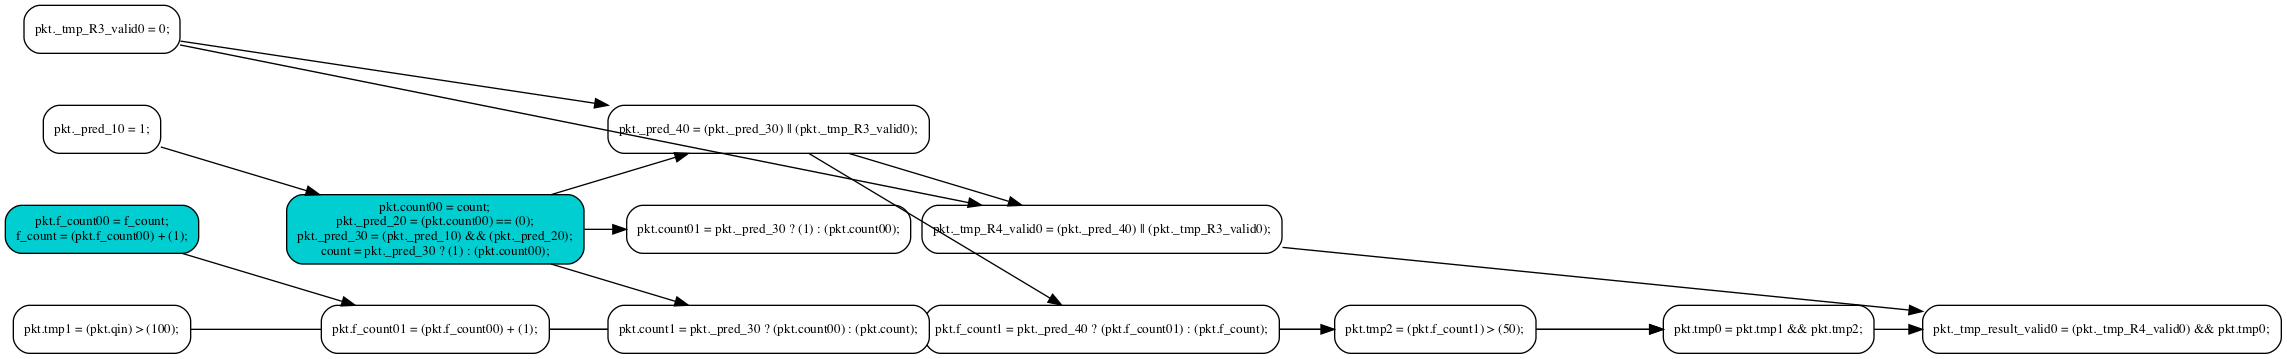 pkt._tmp_R3_valid0 = 0;
pkt._pred_10 = 1;
pkt._pred_40 = (pkt._pred_30) || (pkt._tmp_R3_valid0);
pkt.f_count00 = f_count;
f_count = (pkt.f_count00) + (1);
pkt.count00 = count;
pkt._pred_20 = (pkt.count00) == (0);
pkt._pred_30 = (pkt._pred_10) && (pkt._pred_20);
count = pkt._pred_30 ? (1) : (pkt.count00);
pkt.count01 = pkt._pred_30 ? (1) : (pkt.count00);
pkt._tmp_R4_valid0 = (pkt._pred_40) || (pkt._tmp_R3_valid0);
pkt.tmp1 = (pkt.qin) > (100);
pkt.f_count01 = (pkt.f_count00) + (1);
pkt.count1 = pkt._pred_30 ? (pkt.count00) : (pkt.count);
pkt.f_count1 = pkt._pred_40 ? (pkt.f_count01) : (pkt.f_count);
pkt.tmp2 = (pkt.f_count1) > (50);
pkt.tmp0 = pkt.tmp1 && pkt.tmp2;
pkt._tmp_result_valid0 = (pkt._tmp_R4_valid0) && pkt.tmp0;